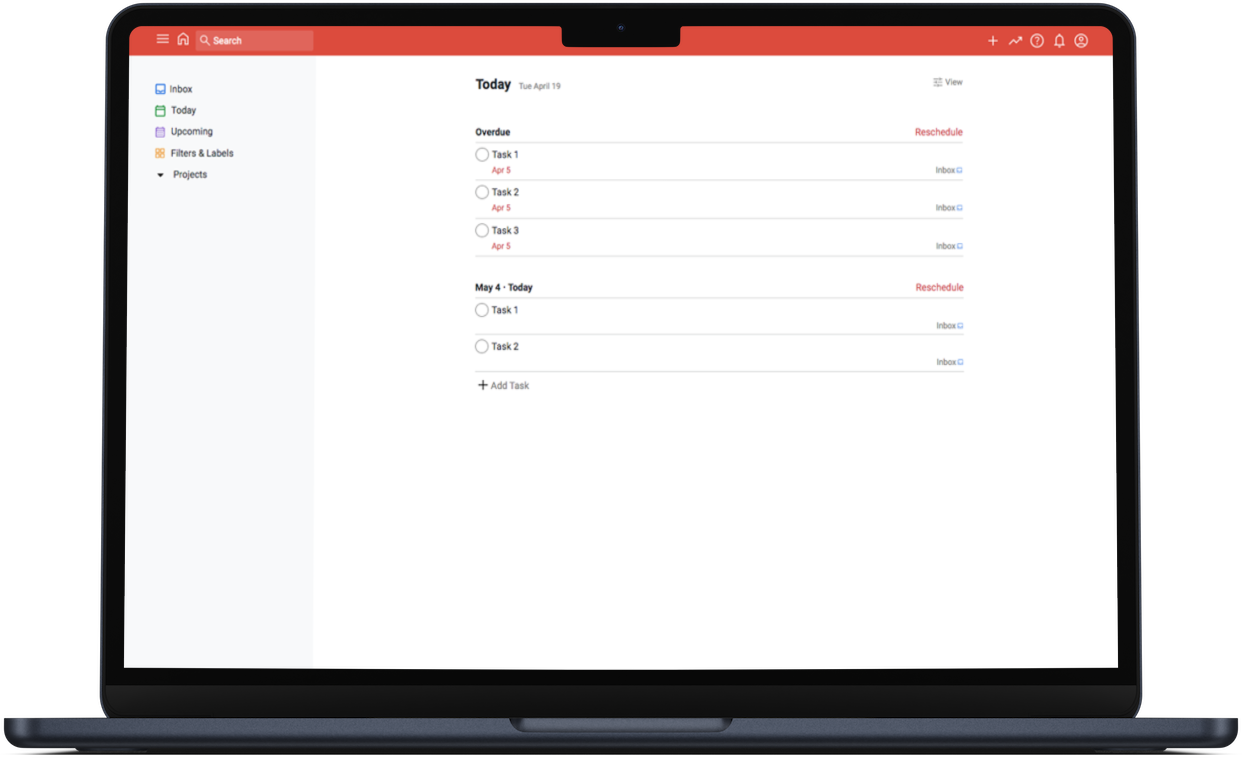 Search
Inbox
Today
Upcoming
Filters & Labels
Projects
Today Tue April 19
View
Overdue Reschedule
Task 1
Apr 5 Inbox
Task 2
Apr 5 Inbox
Task 3
Apr 5 Inbox
May 4 · Today Reschedule
Task 1
Inbox
Task 2
Inbox
Add Task